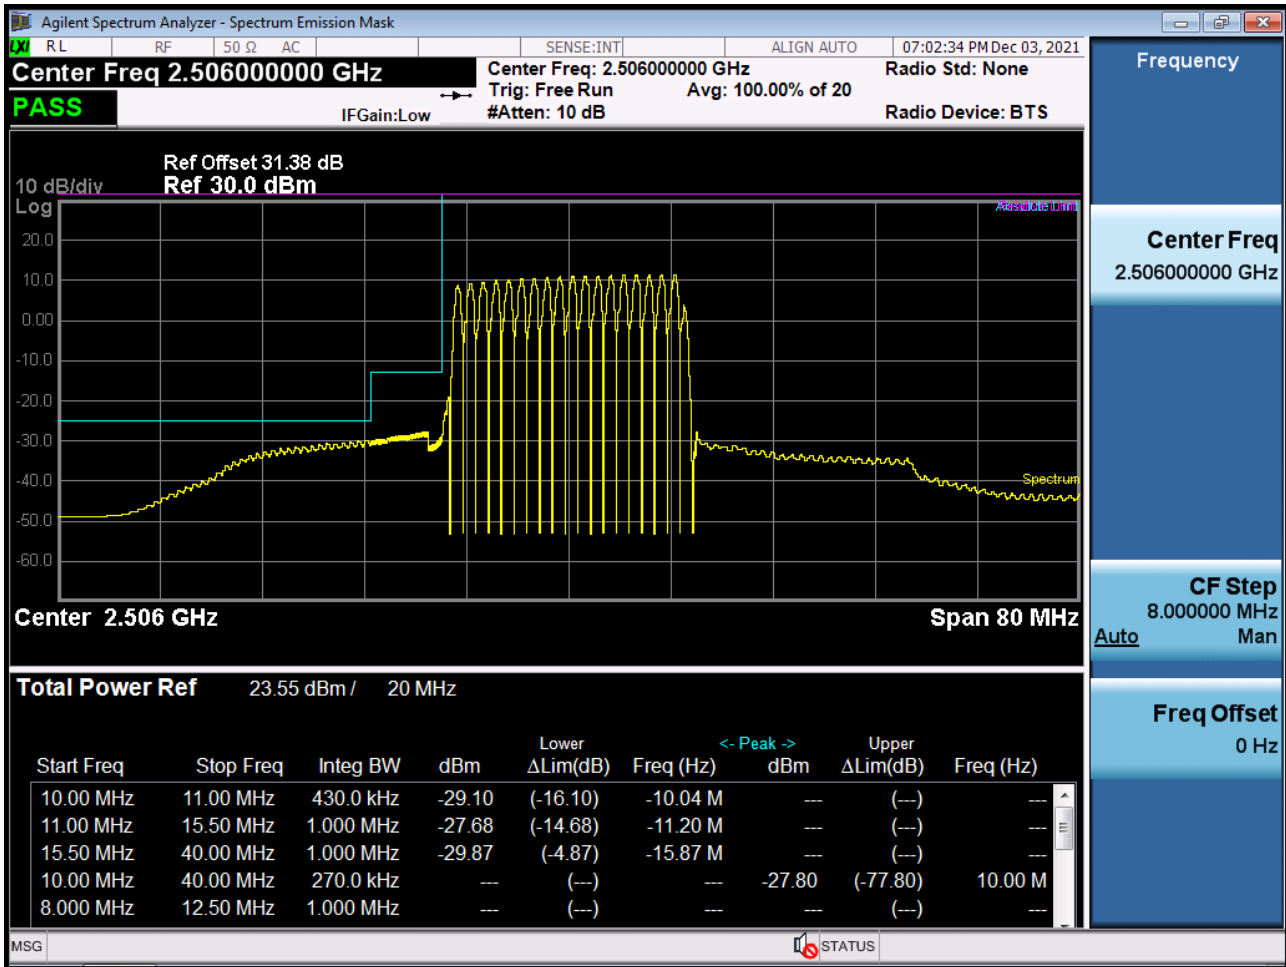 Agilent Spectrum Analyzer - Spectrum Emission Mask
LXI RL RF 50 Ω AC SENSE:INT ALIGN AUTO 07:02:34 PM Dec 03, 2021
Center Freq 2.506000000 GHz
Center Freq: 2.506000000 GHz Radio Std: None
Trig: Free Run Avg: 100.00% of 20
PASS
IFGain:Low #Atten: 10 dB Radio Device: BTS
Ref Offset 31.38 dB
10 dB/div Ref 30.0 dBm
Log
Absolute Limit
20.0
10.0
0.00
-10.0
-20.0
-30.0
-40.0
Spectrum
-50.0
-60.0
Center 2.506 GHz Span 80 MHz
Total Power Ref 23.55 dBm / 20 MHz
Lower <- Peak -> Upper
Start Freq Stop Freq Integ BW dBm ΔLim(dB) Freq (Hz) dBm ΔLim(dB) Freq (Hz)
10.00 MHz 11.00 MHz 430.0 kHz -29.10 (-16.10) -10.04 M --- (---) ---
11.00 MHz 15.50 MHz 1.000 MHz -27.68 (-14.68) -11.20 M --- (---) ---
15.50 MHz 40.00 MHz 1.000 MHz -29.87 (-4.87) -15.87 M --- (---) ---
10.00 MHz 40.00 MHz 270.0 kHz --- (---) --- -27.80 (-77.80) 10.00 M
8.000 MHz 12.50 MHz 1.000 MHz --- (---) --- --- (---) ---
MSG STATUS
Frequency
Center Freq
2.506000000 GHz
CF Step
8.000000 MHz
Auto Man
Freq Offset
0 Hz